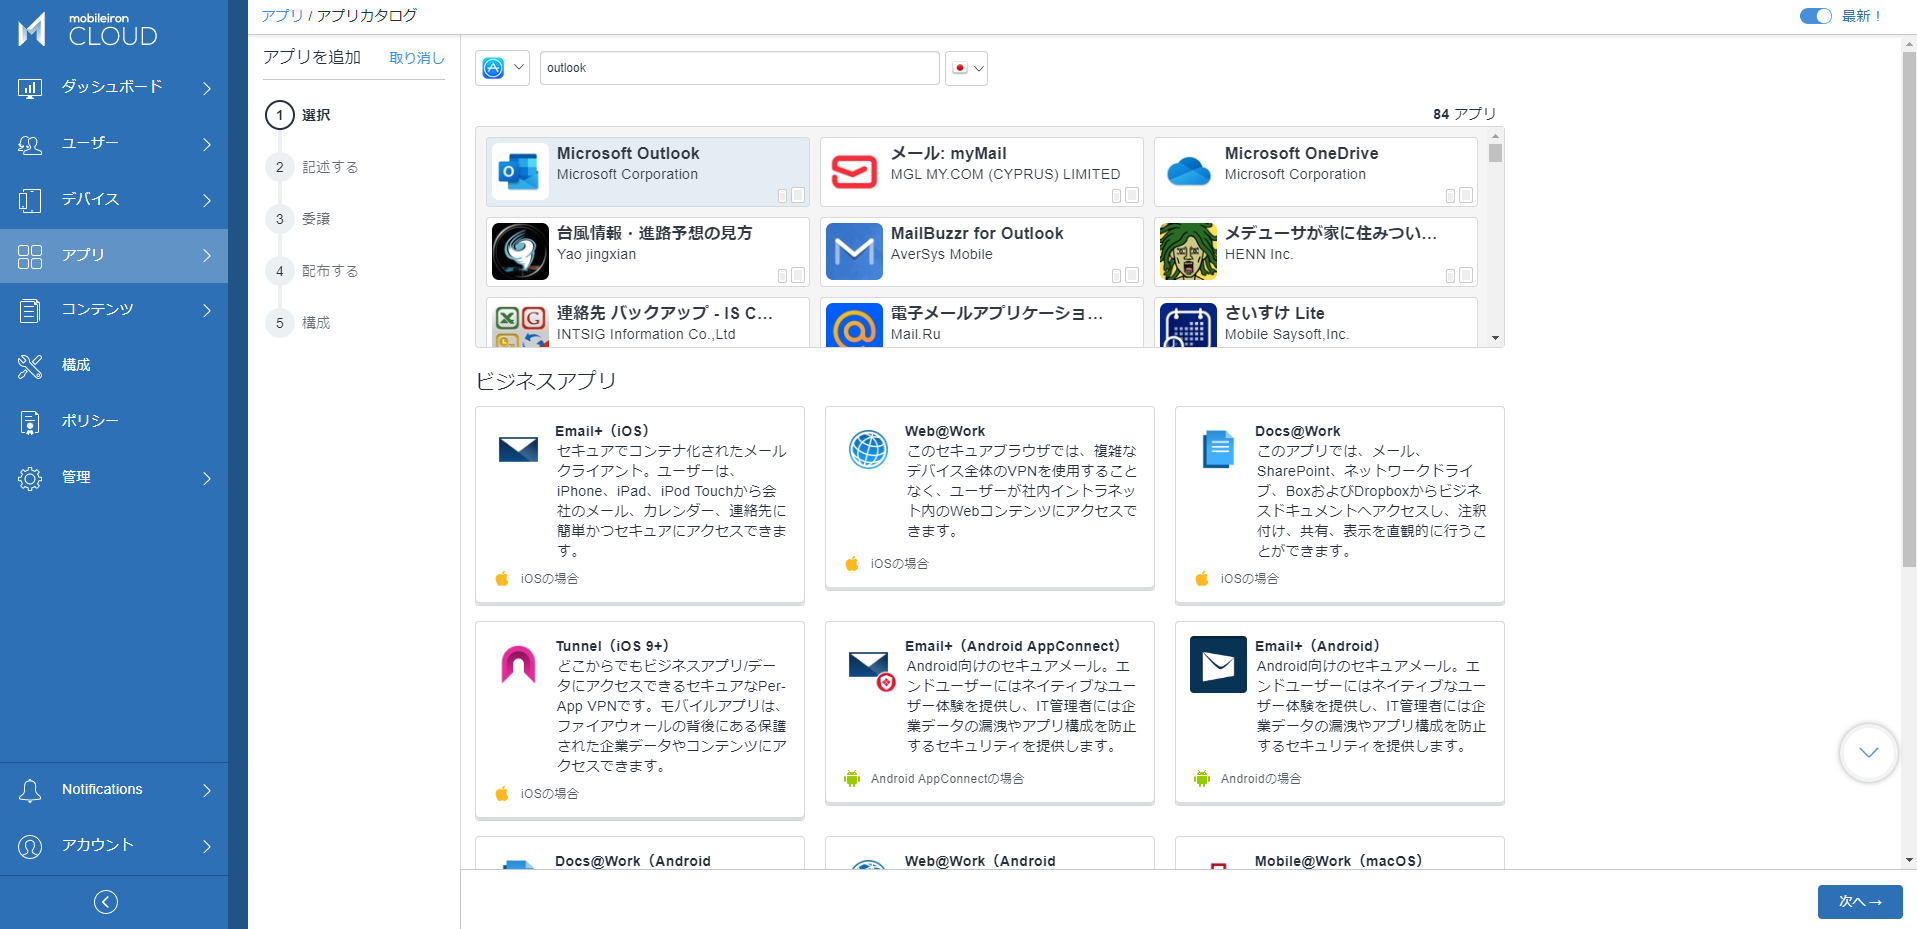 mobileiron
CLOUD
ダッシュボード
ユーザー
デバイス
アプリ
コンテンツ
構成
ポリシー
管理
Notifications
アカウント
アプリ / アプリカタログ
最新！
アプリを追加
取り消し
1 選択
2 記述する
3 委譲
4 配布する
5 構成
outlook
84 アプリ
Microsoft Outlook
Microsoft Corporation
メール: myMail
MGL MY.COM (CYPRUS) LIMITED
Microsoft OneDrive
Microsoft Corporation
台風情報・進路予想の見方
Yao jingxian
MailBuzzr for Outlook
AverSys Mobile
メデューサが家に住みつい…
HENN Inc.
連絡先 バックアップ - IS C…
INTSIG Information Co.,Ltd
電子メールアプリケーショ…
Mail.Ru
さいすけ Lite
Mobile Saysoft,Inc.
ビジネスアプリ
Email+（iOS）
セキュアでコンテナ化されたメール
クライアント。ユーザーは、
iPhone、iPad、iPod Touchから会
社のメール、カレンダー、連絡先に
簡単かつセキュアにアクセスできま
す。
iOSの場合
Web@Work
このセキュアブラウザでは、複雑な
デバイス全体のVPNを使用すること
なく、ユーザーが社内イントラネッ
ト内のWebコンテンツにアクセスで
きます。
iOSの場合
Docs@Work
このアプリでは、メール、
SharePoint、ネットワークドライ
ブ、BoxおよびDropboxからビジネ
スドキュメントへアクセスし、注釈
付け、共有、表示を直観的に行うこ
とができます。
iOSの場合
Tunnel（iOS 9+）
どこからでもビジネスアプリ/デー
タにアクセスできるセキュアなPer-
App VPNです。モバイルアプリは、
ファイアウォールの背後にある保護
された企業データやコンテンツにア
クセスできます。
iOSの場合
Email+（Android AppConnect）
Android向けのセキュアメール。エ
ンドユーザーにはネイティブなユー
ザー体験を提供し、IT管理者には企
業データの漏洩やアプリ構成を防止
するセキュリティを提供します。
Android AppConnectの場合
Email+（Android）
Android向けのセキュアメール。エ
ンドユーザーにはネイティブなユー
ザー体験を提供し、IT管理者には企
業データの漏洩やアプリ構成を防止
するセキュリティを提供します。
Androidの場合
Docs@Work（Android
Web@Work（Android
Mobile@Work（macOS）
次へ→